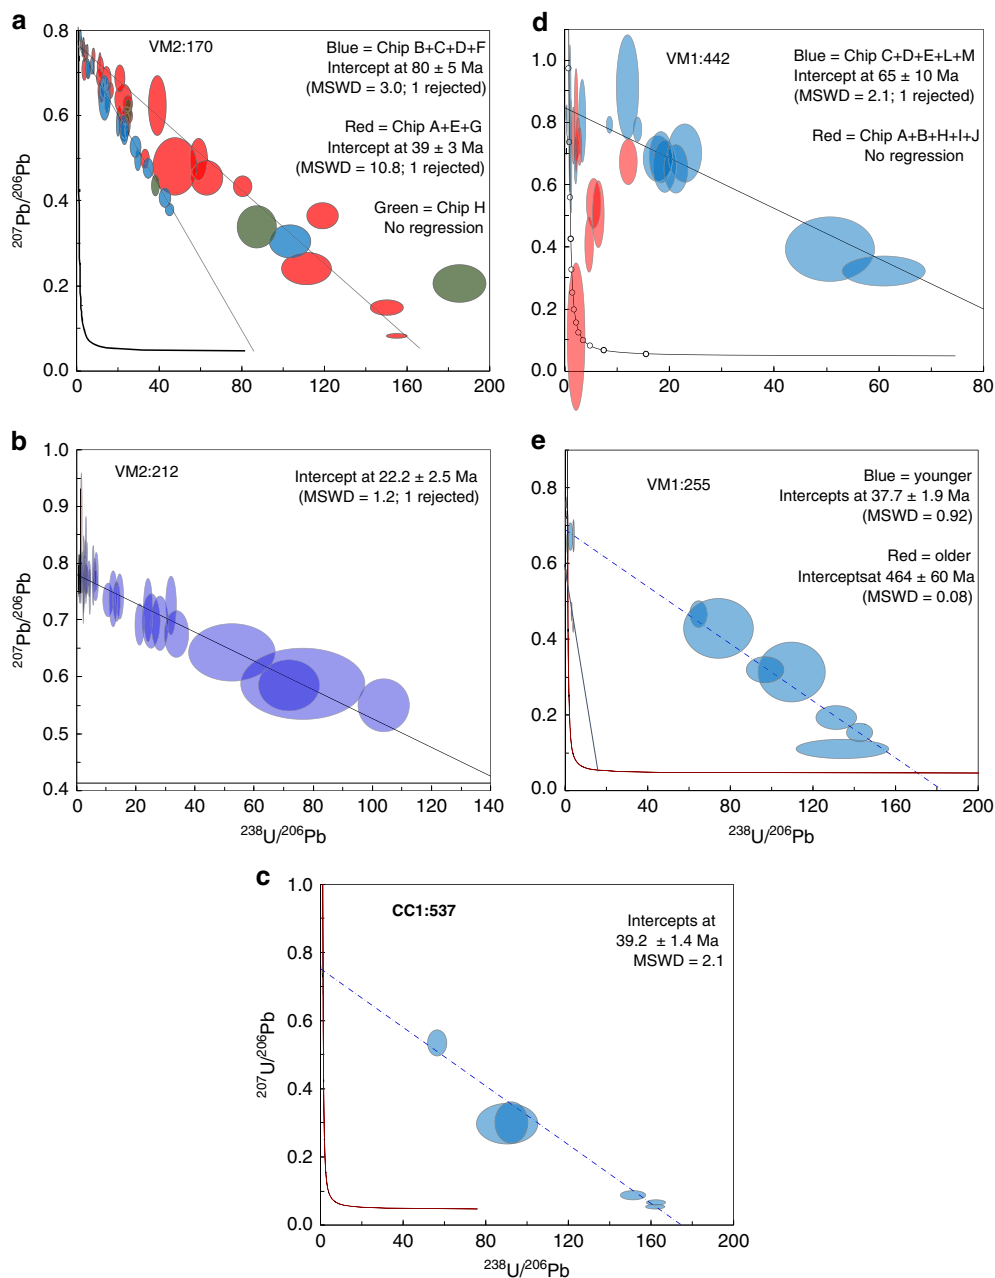 a
VM2:170
Blue = Chip B+C+D+F
Intercept at 80 ± 5 Ma
(MSWD = 3.0; 1 rejected)
Red = Chip A+E+G
Intercept at 39 ± 3 Ma
(MSWD = 10.8; 1 rejected)
Green = Chip H
No regression
0.8
0.6
0.4
0.2
0.0
²⁰⁷Pb/²⁰⁶Pb
0 40 80 120 160 200
d
VM1:442
Blue = Chip C+D+E+L+M
Intercept at 65 ± 10 Ma
(MSWD = 2.1; 1 rejected)
Red = Chip A+B+H+I+J
No regression
1.0
0.8
0.6
0.4
0.2
0.0
0 20 40 60 80
b
VM2:212
Intercept at 22.2 ± 2.5 Ma
(MSWD = 1.2; 1 rejected)
1.0
0.9
0.8
0.7
0.6
0.5
0.4
²⁰⁷Pb/²⁰⁶Pb
0 20 40 60 80 100 120 140
²³⁸U/²⁰⁶Pb
e
VM1:255
Blue = younger
Intercepts at 37.7 ± 1.9 Ma
(MSWD = 0.92)
Red = older
Interceptsat 464 ± 60 Ma
(MSWD = 0.08)
0.8
0.6
0.4
0.2
0.0
0 40 80 120 160 200
²³⁸U/²⁰⁶Pb
c
CC1:537
Intercepts at
39.2 ± 1.4 Ma
MSWD = 2.1
1.0
0.8
0.6
0.4
0.2
0.0
²⁰⁷U/²⁰⁶Pb
0 40 80 120 160 200
²³⁸U/²⁰⁶Pb